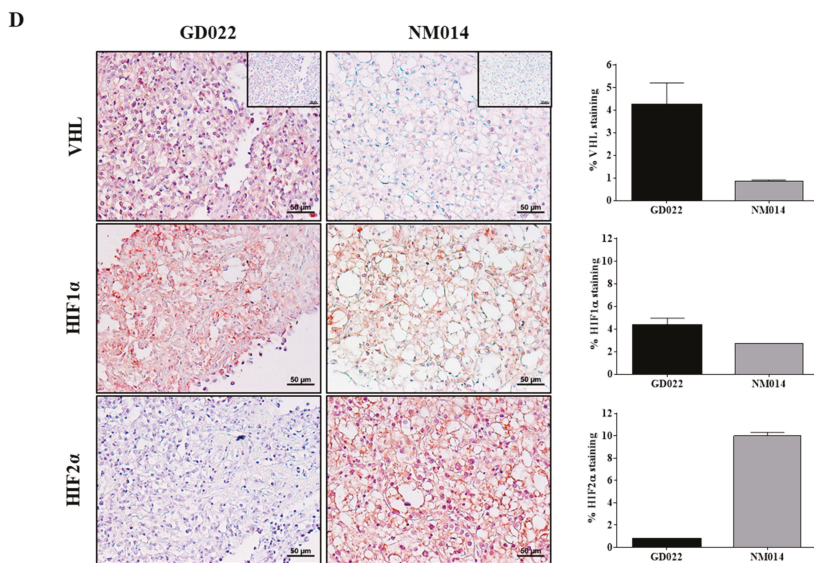 D
GD022
NM014
VHL
50 µm
50 µm
% VHL staining
6
5
4
3
2
1
0
GD022
NM014
HIF1α
50 µm
50 µm
% HIF1α staining
12
10
8
6
4
2
0
GD022
NM014
HIF2α
50 µm
50 µm
% HIF2α staining
12
10
8
6
4
2
0
GD022
NM014